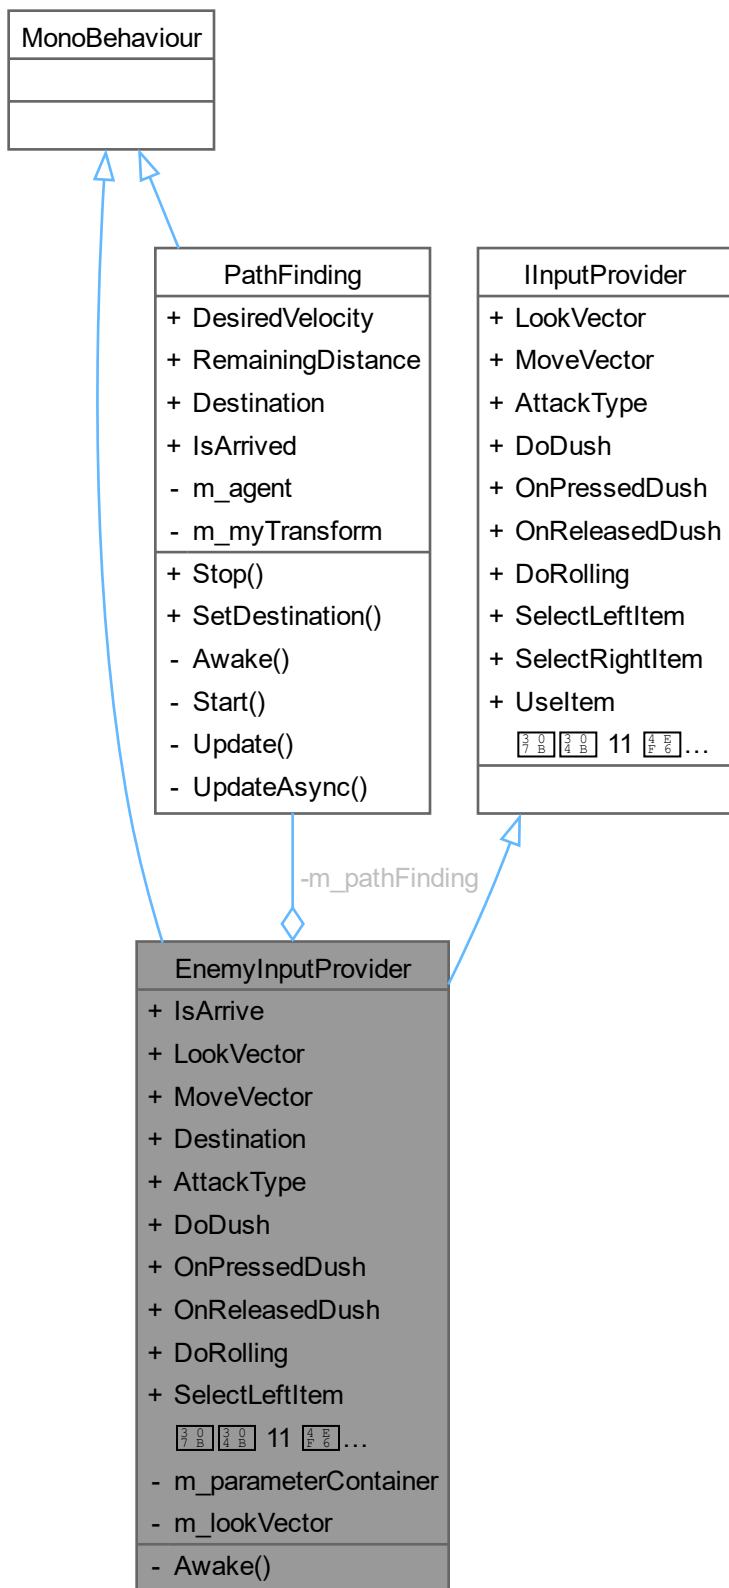 MonoBehaviour
PathFinding
+ DesiredVelocity
+ RemainingDistance
+ Destination
+ IsArrived
- m_agent
- m_myTransform
+ Stop()
+ SetDestination()
- Awake()
- Start()
- Update()
- UpdateAsync()
IInputProvider
+ LookVector
+ MoveVector
+ AttackType
+ DoDush
+ OnPressedDush
+ OnReleasedDush
+ DoRolling
+ SelectLeftItem
+ SelectRightItem
+ UseItem
11 ...
-m_pathFinding
EnemyInputProvider
+ IsArrive
+ LookVector
+ MoveVector
+ Destination
+ AttackType
+ DoDush
+ OnPressedDush
+ OnReleasedDush
+ DoRolling
+ SelectLeftItem
11 ...
- m_parameterContainer
- m_lookVector
- Awake()